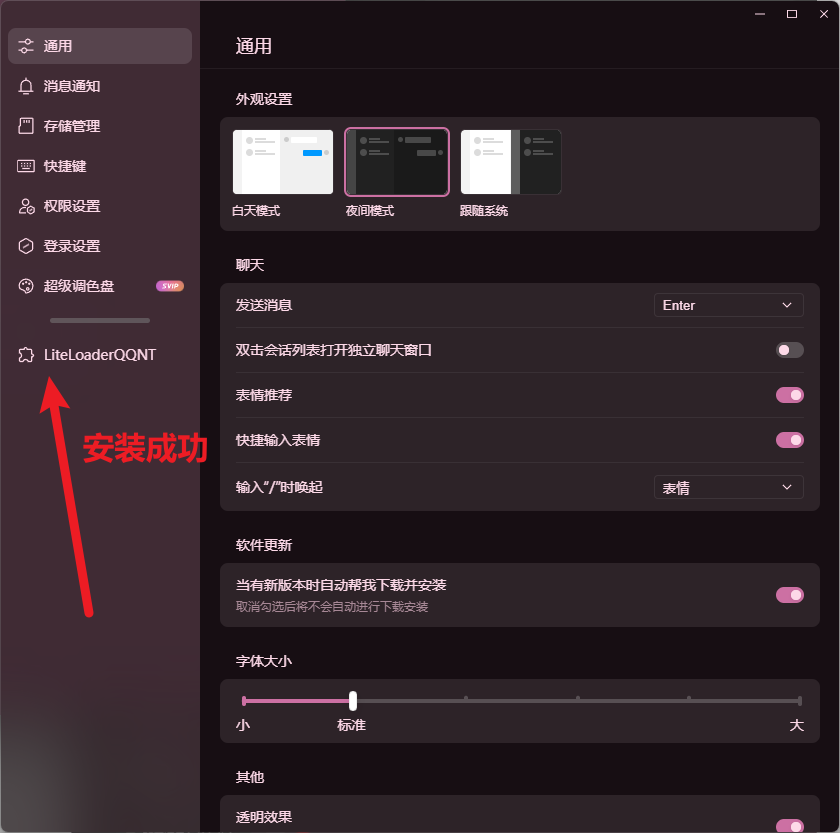 通用
消息通知
存储管理
快捷键
权限设置
登录设置
超级调色盘 SVIP
LiteLoaderQQNT
安装成功
通用
外观设置
白天模式 夜间模式 跟随系统
聊天
发送消息 Enter
双击会话列表打开独立聊天窗口
表情推荐
快捷输入表情
输入"/"时唤起 表情
软件更新
当有新版本时自动帮我下载并安装
取消勾选后将不会自动进行下载安装
字体大小
小 标准 大
其他
透明效果